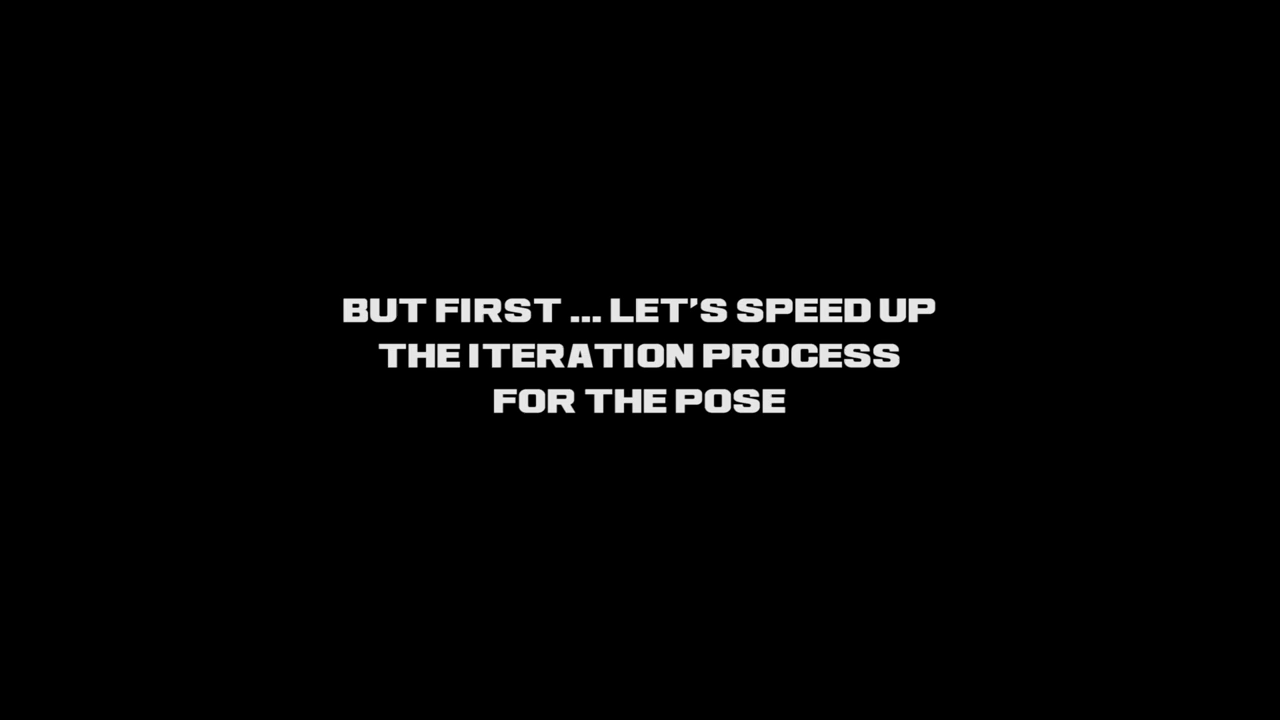 BUT FIRST ... LET’S SPEED UP
THE ITERATION PROCESS
FOR THE POSE